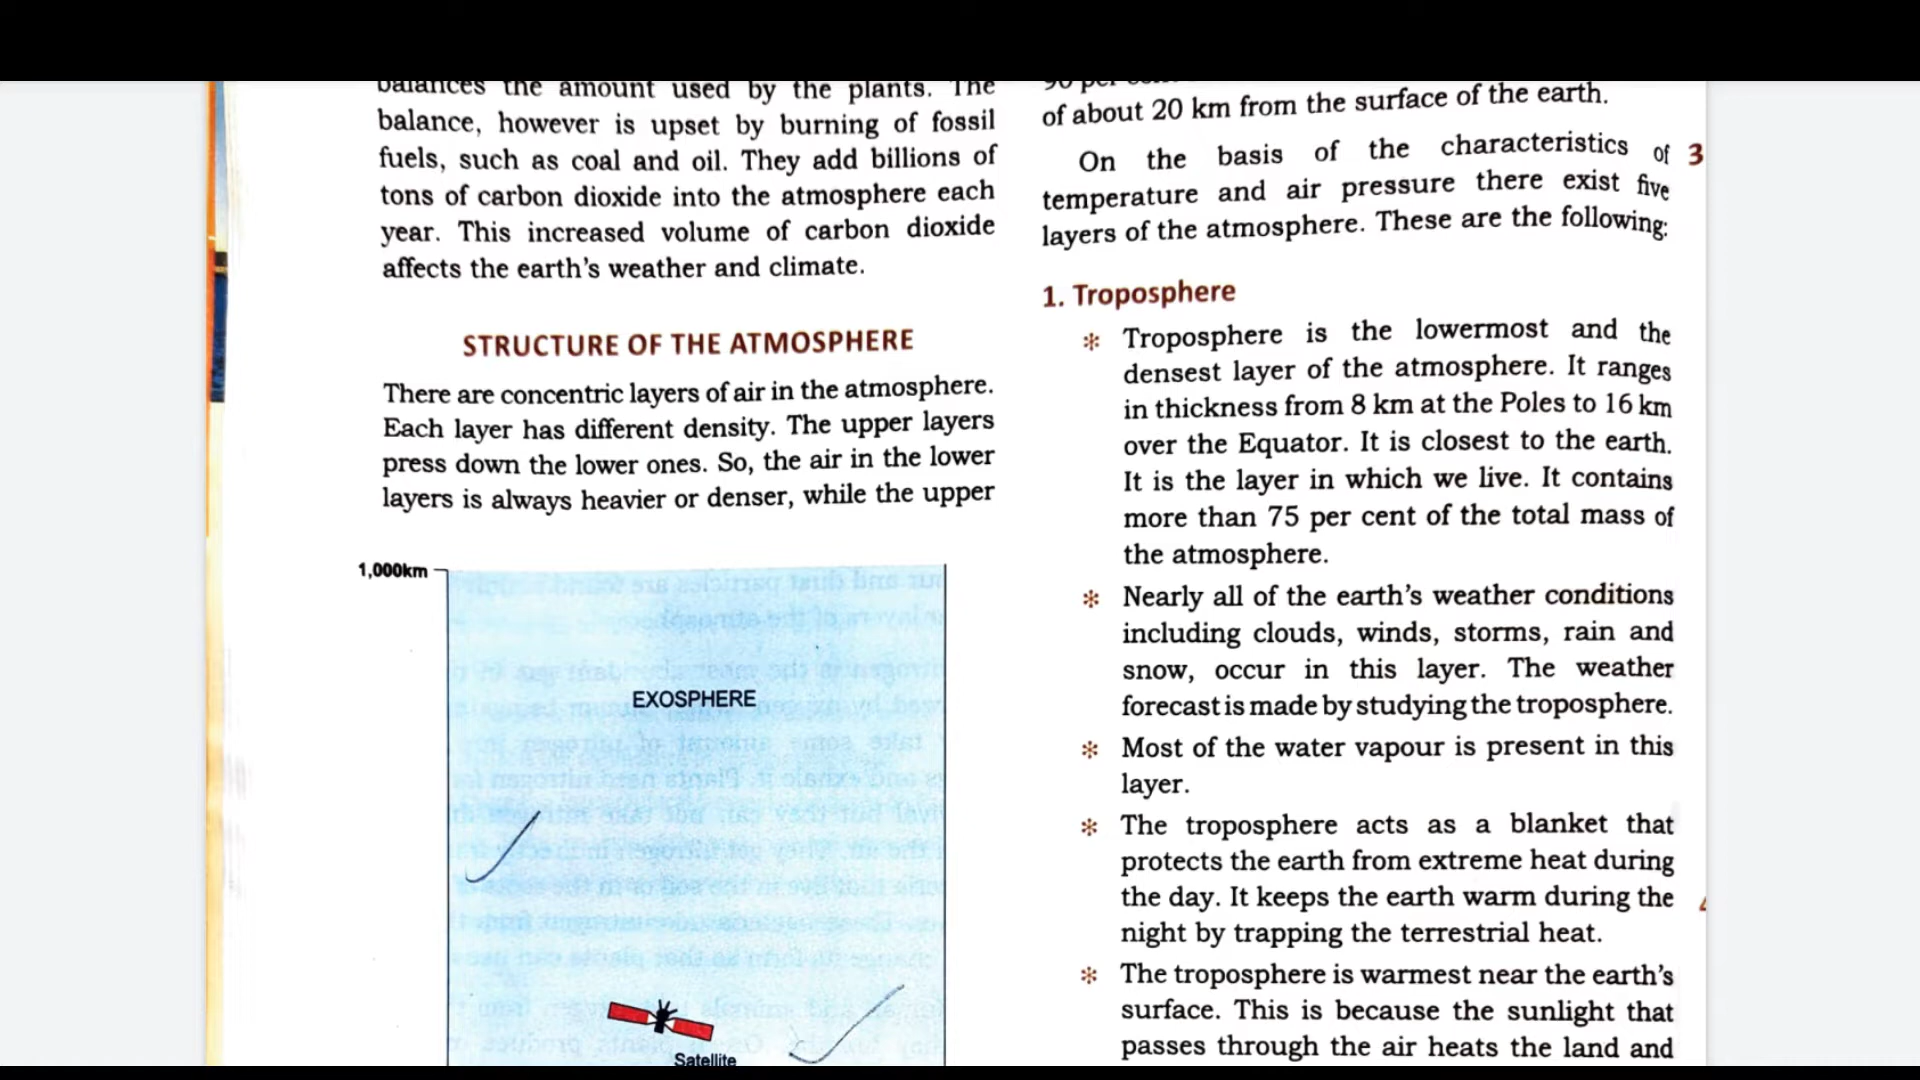 balances the amount used by the plants. The
balance, however is upset by burning of fossil
fuels, such as coal and oil. They add billions of
tons of carbon dioxide into the atmosphere each
year. This increased volume of carbon dioxide
affects the earth's weather and climate.
STRUCTURE OF THE ATMOSPHERE
There are concentric layers of air in the atmosphere.
Each layer has different density. The upper layers
press down the lower ones. So, the air in the lower
layers is always heavier or denser, while the upper
1,000km
EXOSPHERE
Satellite
90 per
of about 20 km from the surface of the earth.
On the basis of the characteristics of
temperature and air pressure there exist five
layers of the atmosphere. These are the following:
1. Troposphere
* Troposphere is the lowermost and the
densest layer of the atmosphere. It ranges
in thickness from 8 km at the Poles to 16 km
over the Equator. It is closest to the earth.
It is the layer in which we live. It contains
more than 75 per cent of the total mass of
the atmosphere.
* Nearly all of the earth's weather conditions
including clouds, winds, storms, rain and
snow, occur in this layer. The weather
forecast is made by studying the troposphere.
* Most of the water vapour is present in this
layer.
* The troposphere acts as a blanket that
protects the earth from extreme heat during
the day. It keeps the earth warm during the
night by trapping the terrestrial heat.
* The troposphere is warmest near the earth's
surface. This is because the sunlight that
passes through the air heats the land and
3